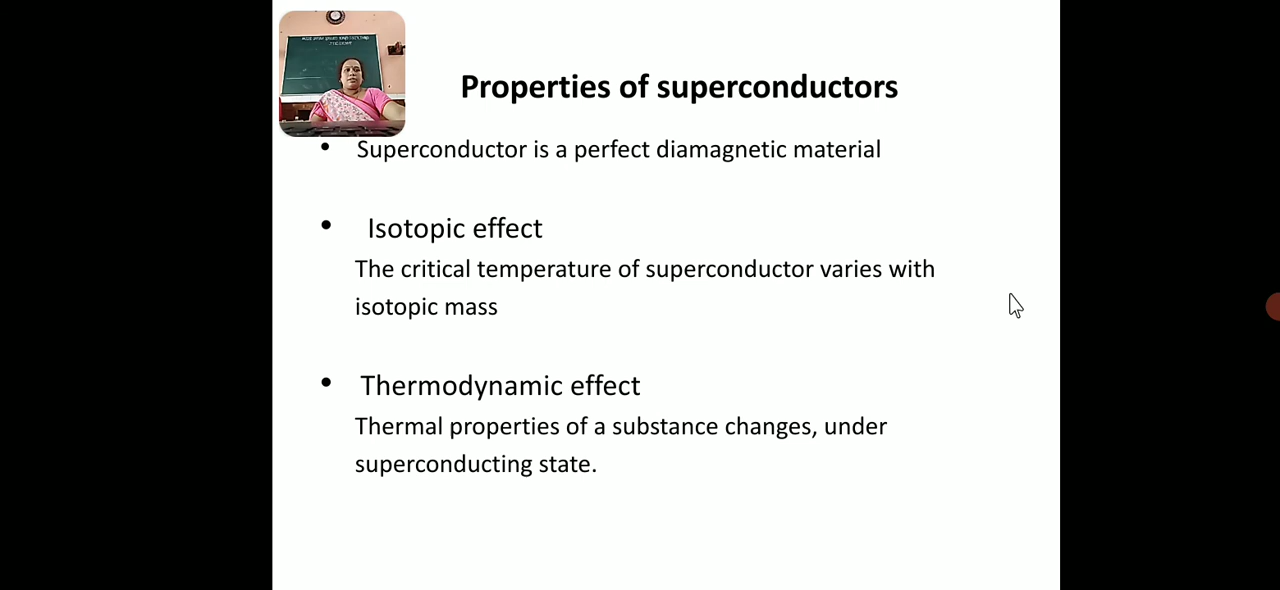 Properties of superconductors
• Superconductor is a perfect diamagnetic material
• Isotopic effect
The critical temperature of superconductor varies with
isotopic mass
• Thermodynamic effect
Thermal properties of a substance changes, under
superconducting state.